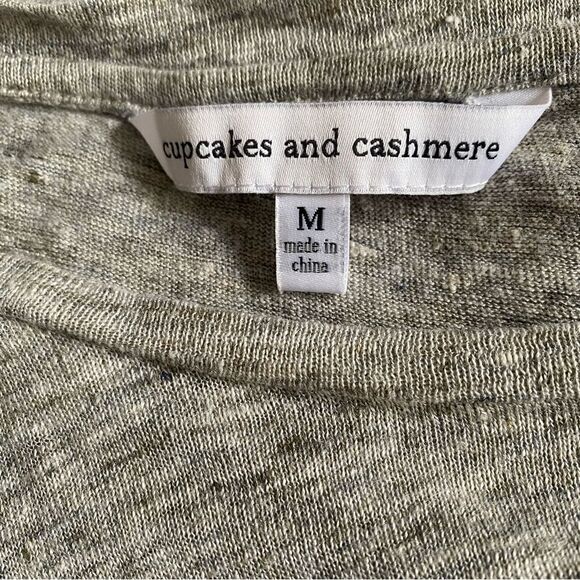 cupcakes and cashmere
M
made in
china